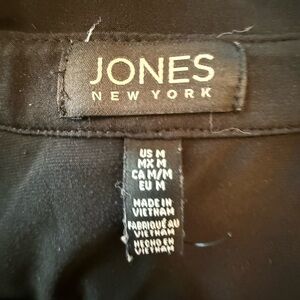 JONES
NEW YORK
US M
MX M
CA M/M
EU M
MADE IN
VIETNAM
FABRIQUÉ AU
VIETNAM
HECHO EN
VIETNAM